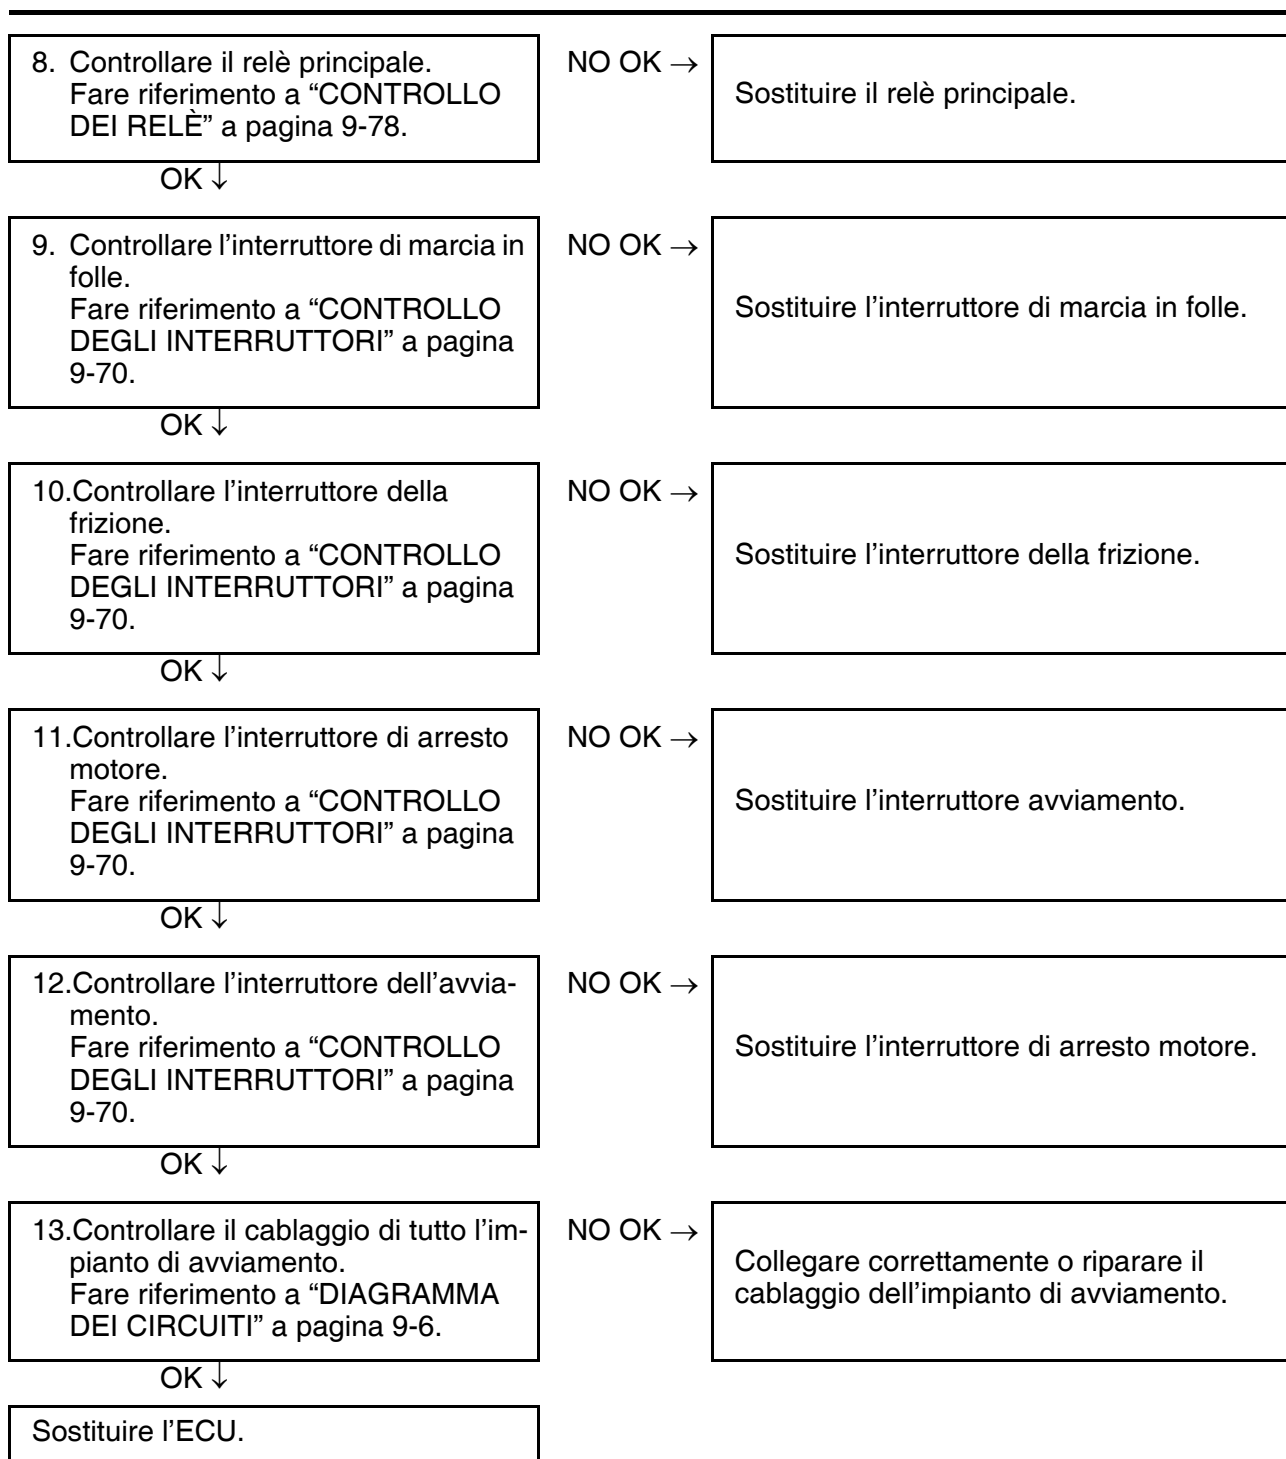 8. Controllare il relè principale.
Fare riferimento a “CONTROLLO
DEI RELÈ” a pagina 9-78.
NO OK →
Sostituire il relè principale.
OK ↓
9. Controllare l’interruttore di marcia in
folle.
Fare riferimento a “CONTROLLO
DEGLI INTERRUTTORI” a pagina
9-70.
NO OK →
Sostituire l’interruttore di marcia in folle.
OK ↓
10.Controllare l’interruttore della
frizione.
Fare riferimento a “CONTROLLO
DEGLI INTERRUTTORI” a pagina
9-70.
NO OK →
Sostituire l’interruttore della frizione.
OK ↓
11.Controllare l’interruttore di arresto
motore.
Fare riferimento a “CONTROLLO
DEGLI INTERRUTTORI” a pagina
9-70.
NO OK →
Sostituire l’interruttore avviamento.
OK ↓
12.Controllare l’interruttore dell’avvia-
mento.
Fare riferimento a “CONTROLLO
DEGLI INTERRUTTORI” a pagina
9-70.
NO OK →
Sostituire l’interruttore di arresto motore.
OK ↓
13.Controllare il cablaggio di tutto l’im-
pianto di avviamento.
Fare riferimento a “DIAGRAMMA
DEI CIRCUITI” a pagina 9-6.
NO OK →
Collegare correttamente o riparare il
cablaggio dell’impianto di avviamento.
OK ↓
Sostituire l’ECU.